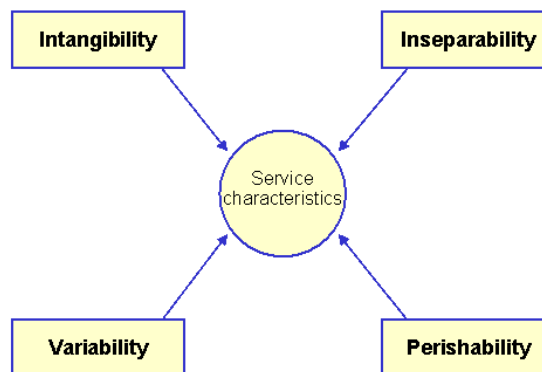 Intangibility
Inseparability
Service
characteristics
Variability
Perishability